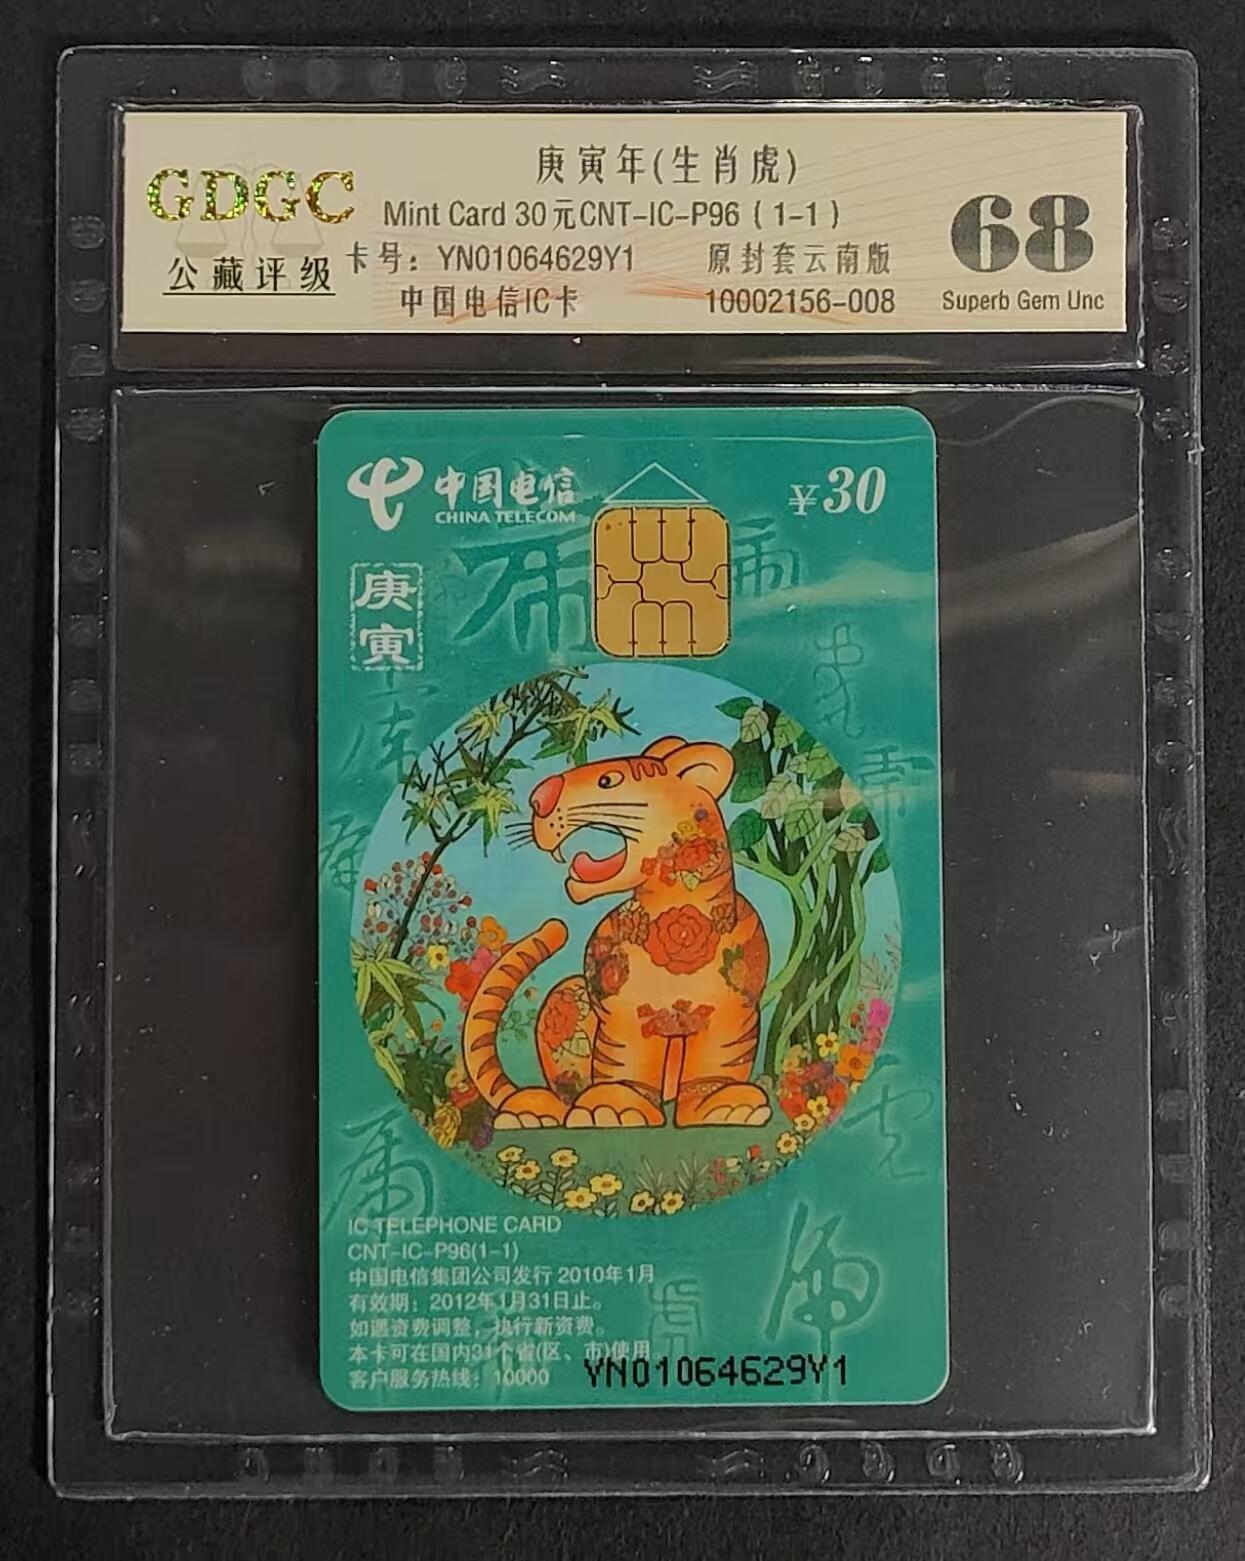 庚寅年(生肖虎)
GDGC
Mint Card 30元CNT-IC-P96 (1-1)
68
公藏评级
卡号: YN01064629Y1 原封套云南版
中国电信IC卡 10002156-008
Superb Gem Unc
中国电信
CHINA TELECOM
¥30
庚
寅
IC TELEPHONE CARD
CNT-IC-P96(1-1)
中国电信集团公司发行 2010年1月
有效期: 2012年1月31日止。
如遇资费调整, 执行新资费。
本卡可在国内31个省(区、市)使用。
客户服务热线: 10000
YN01064629Y1